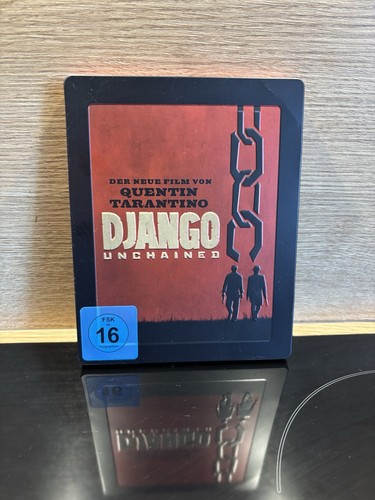 DER NEUE FILM VON
QUENTIN
TARANTINO
DJANGO
UNCHAINED
FSK
16